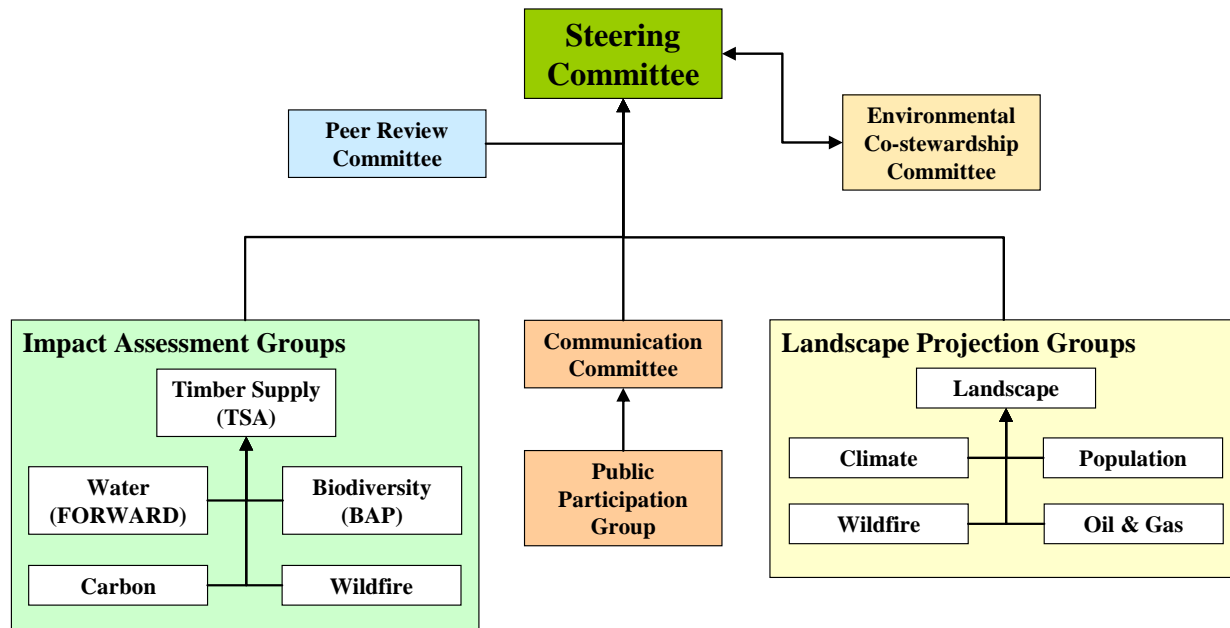 Steering
Committee
Peer Review
Committee
Environmental
Co-stewardship
Committee
Impact Assessment Groups
Timber Supply
(TSA)
Water
(FORWARD)
Biodiversity
(BAP)
Carbon
Wildfire
Communication
Committee
Public
Participation
Group
Landscape Projection Groups
Landscape
Climate
Population
Wildfire
Oil & Gas